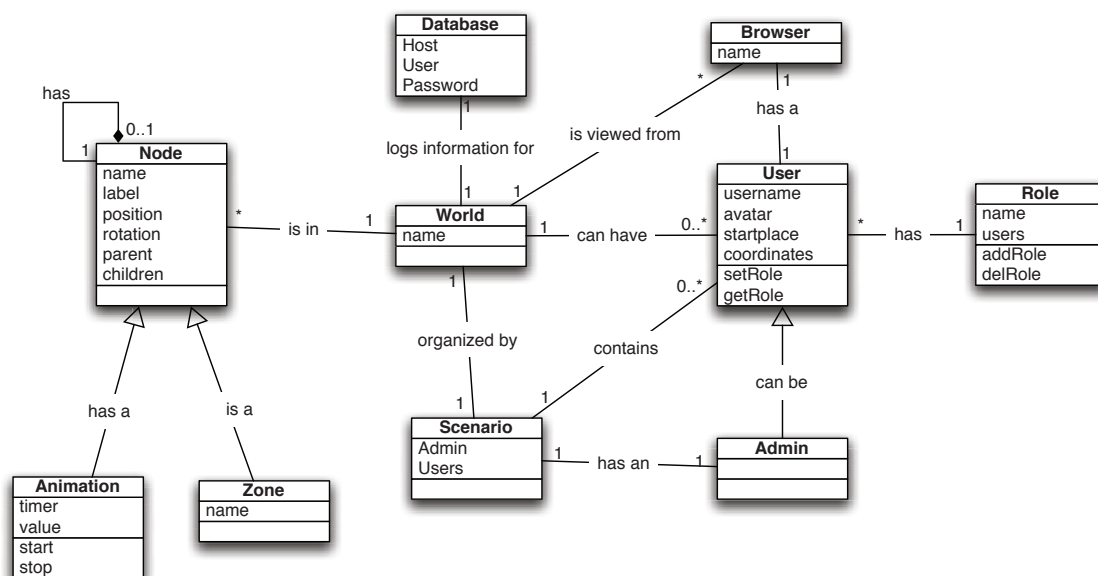 Database
Host
User
Password
Browser
name
has
0..1
1
Node
name
label
position
rotation
parent
children
*
is in
1
1
logs information for
1
World
name
*
is viewed from
1
1
has a
1
User
username
avatar
startplace
coordinates
setRole
getRole
1
can have
0..*
*
has
1
Role
name
users
addRole
delRole
1
organized by
1
0..*
contains
1
can be
has a
is a
Scenario
Admin
Users
1
has an
1
Admin
Animation
timer
value
start
stop
Zone
name